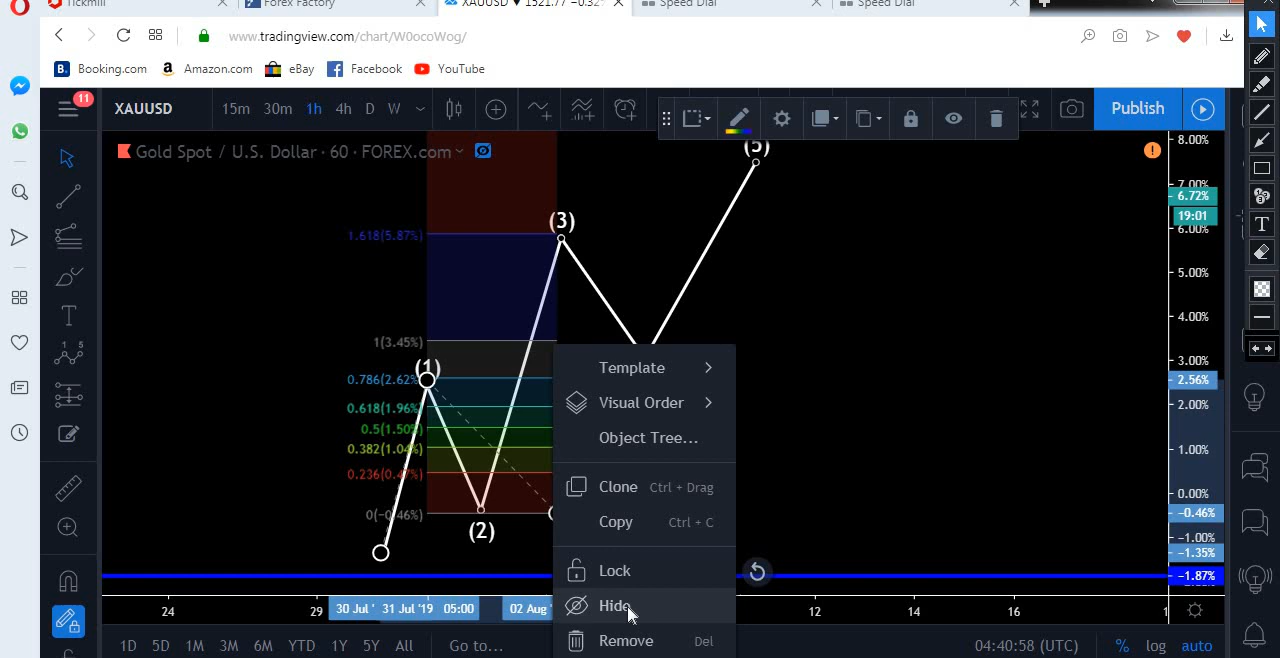 Tickmill
Forex Factory
XAUUSD ▼ 1521.77 −0.32%
Speed Dial
Speed Dial
www.tradingview.com/chart/W0ocoWog/
Booking.com
Amazon.com
eBay
Facebook
YouTube
11
XAUUSD
15m 30m 1h 4h D W
Publish
Gold Spot / U.S. Dollar · 60 · FOREX.com
(5)
8.00%
7.00%
6.72%
19:01
6.00%
(3)
1.618(5.87%)
5.00%
4.00%
1(3.45%)
3.00%
(1)
0.786(2.62%
2.56%
2.00%
0.618(1.96%)
0.5(1.50%)
1.00%
0.382(1.04%)
0.236(0.47%)
0.00%
0(−0.46%)
−0.46%
(2)
−1.00%
−1.35%
−1.87%
Template
Visual Order
Object Tree...
Clone Ctrl + Drag
Copy Ctrl + C
Lock
Hide
Remove Del
24 29 30 Jul ' 31 Jul '19 05:00 02 Aug 12 14 16 1
1D 5D 1M 3M 6M YTD 1Y 5Y All Go to... 04:40:58 (UTC) % log auto